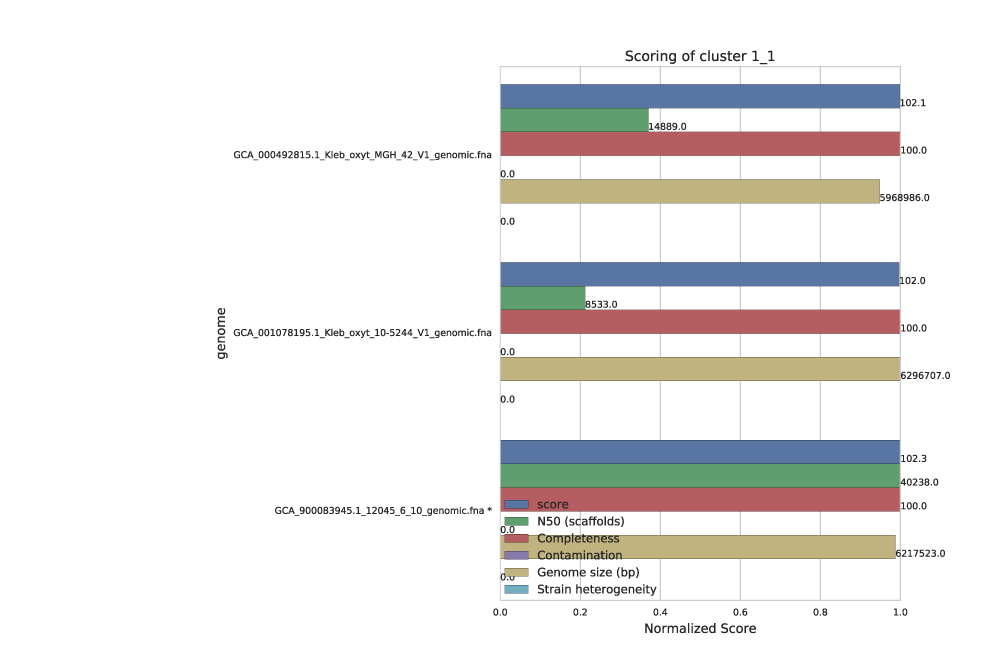 Scoring of cluster 1_1
102.1
14889.0
GCA_000492815.1_Kleb_oxyt_MGH_42_V1_genomic.fna
100.0
0.0
5968986.0
0.0
102.0
8533.0
genome
GCA_001078195.1_Kleb_oxyt_10-5244_V1_genomic.fna
100.0
0.0
6296707.0
0.0
102.3
40238.0
GCA_900083945.1_12045_6_10_genomic.fna *
100.0
0.0
6217523.0
0.0
score
N50 (scaffolds)
Completeness
Contamination
Genome size (bp)
Strain heterogeneity
0.0 0.2 0.4 0.6 0.8 1.0
Normalized Score